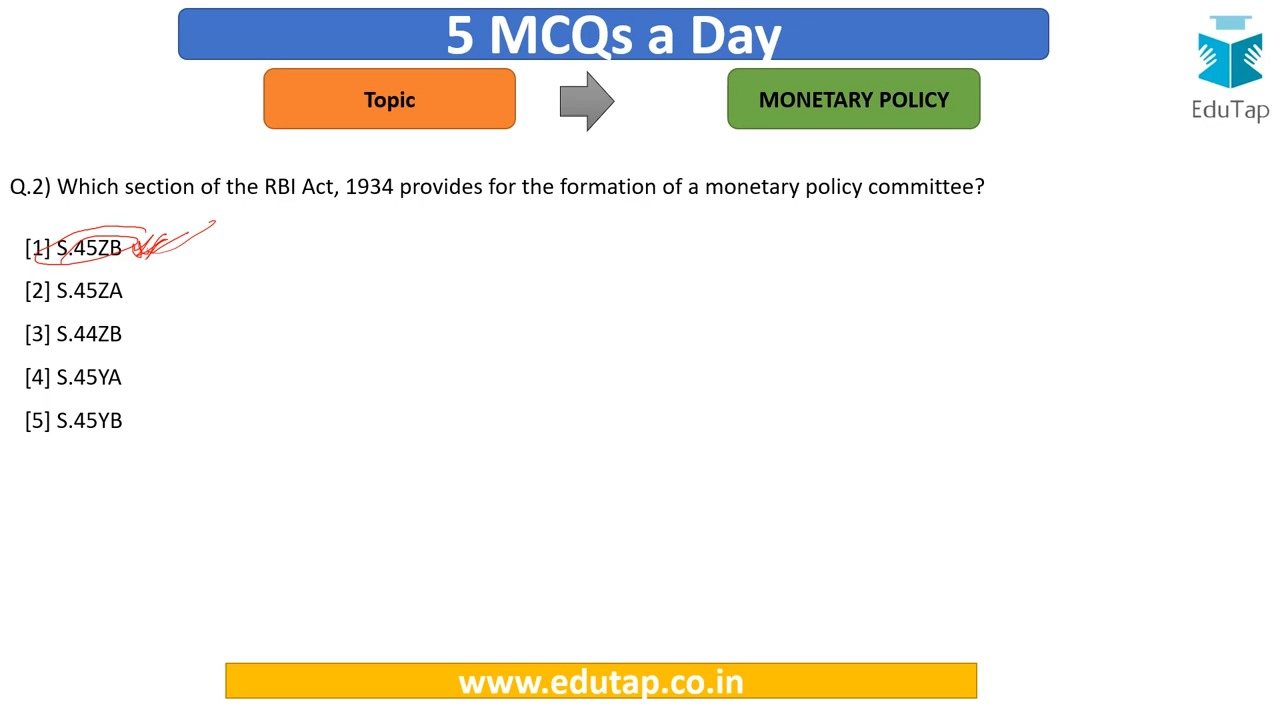 5 MCQs a Day
Topic
MONETARY POLICY
EduTap
Q.2) Which section of the RBI Act, 1934 provides for the formation of a monetary policy committee?
[1] S.45ZB
[2] S.45ZA
[3] S.44ZB
[4] S.45YA
[5] S.45YB
www.edutap.co.in